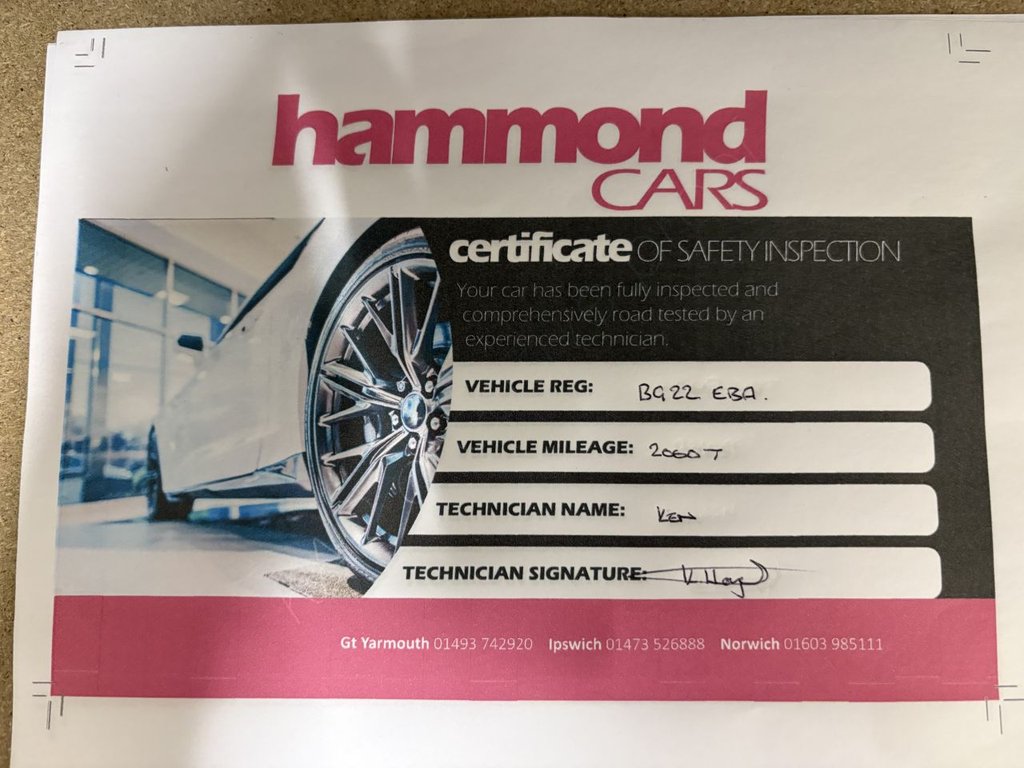 hammond
CARS
certificate OF SAFETY INSPECTION
Your car has been fully inspected and
comprehensively road tested by an
experienced technician.
VEHICLE REG: BG22 EBA.
VEHICLE MILEAGE: 2060T
TECHNICIAN NAME: KEN
TECHNICIAN SIGNATURE:
Gt Yarmouth 01493 742920 Ipswich 01473 526888 Norwich 01603 985111